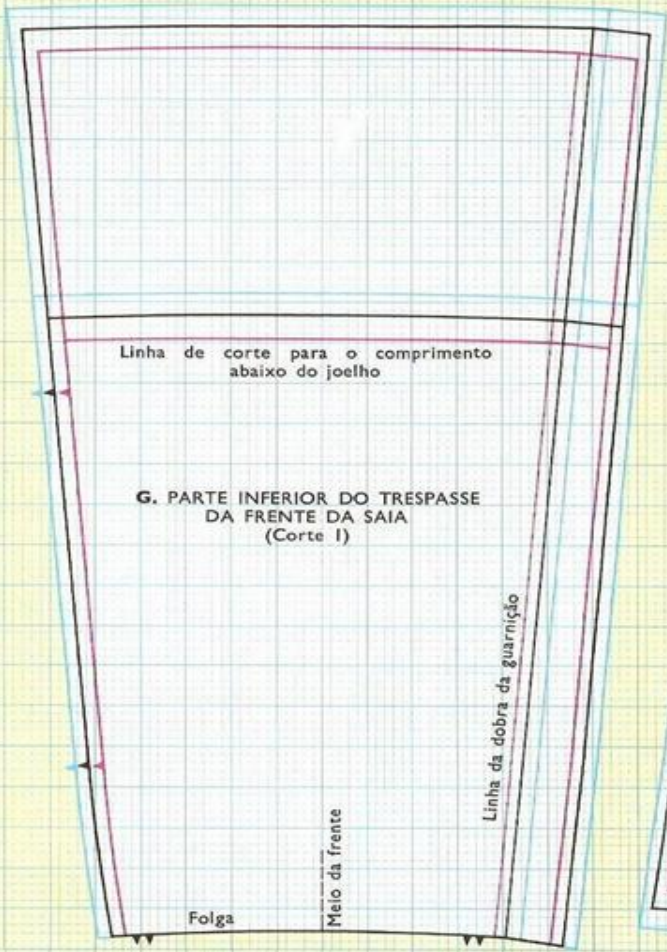 Linha de corte para o comprimento
abaixo do joelho
G. PARTE INFERIOR DO TRESPASSE
DA FRENTE DA SAIA
(Corte 1)
Linha da dobra da guarnição
Meio da frente
Folga